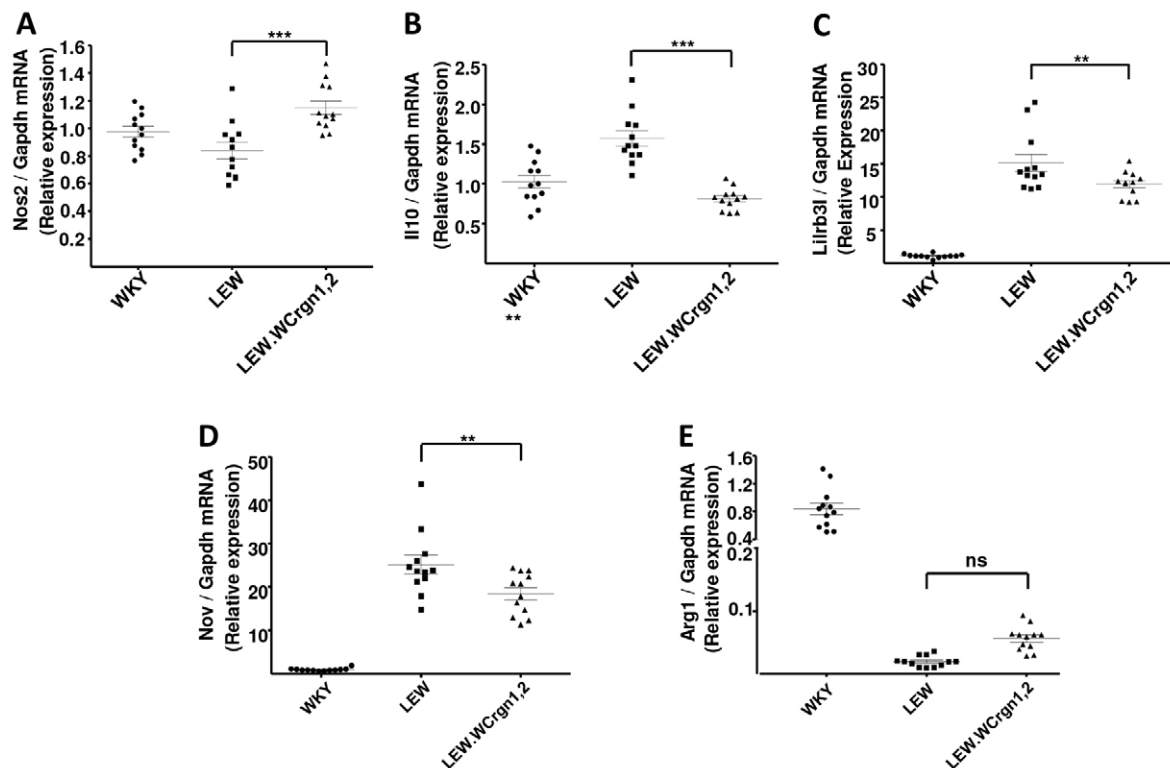 A
Nos2 / Gapdh mRNA
(Relative expression)
1.6
1.4
1.2
1.0
0.8
0.6
0.4
0.2
***
WKY
LEW
LEW.WCrgn1,2
B
Il10 / Gapdh mRNA
(Relative expression)
2.5
2.0
1.5
1.0
0.5
***
WKY
**
LEW
LEW.WCrgn1,2
C
Lilrb3l / Gapdh mRNA
(Relative Expression)
30
25
20
15
10
5
**
WKY
LEW
LEW.WCrgn1,2
D
Nov / Gapdh mRNA
(Relative expression)
50
40
30
20
10
**
WKY
LEW
LEW.WCrgn1,2
E
Arg1 / Gapdh mRNA
(Relative expression)
1.6
1.2
0.8
0.4
0.2
0.1
ns
WKY
LEW
LEW.WCrgn1,2